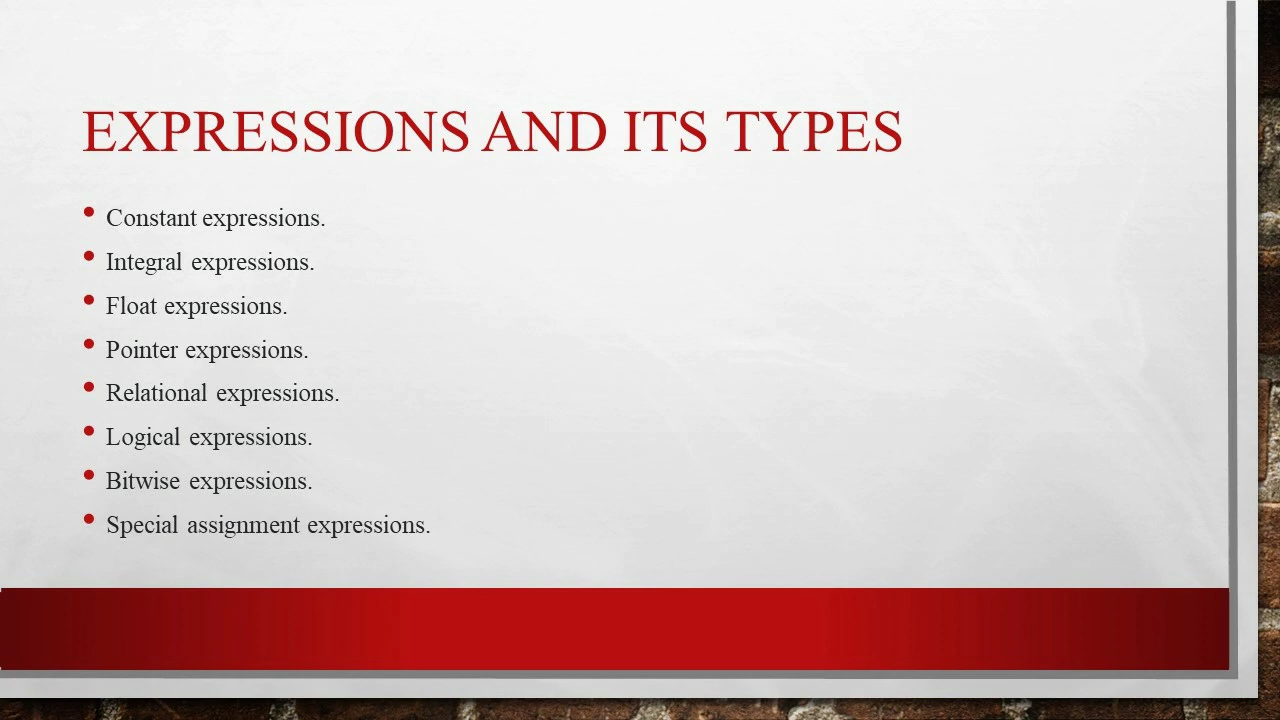 EXPRESSIONS AND ITS TYPES
• Constant expressions.
• Integral expressions.
• Float expressions.
• Pointer expressions.
• Relational expressions.
• Logical expressions.
• Bitwise expressions.
• Special assignment expressions.